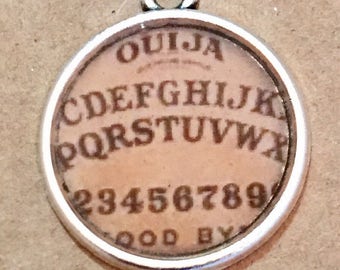 OUIJA
CDEFGHIJK
PQRSTUVWX
23456789
OOD BY